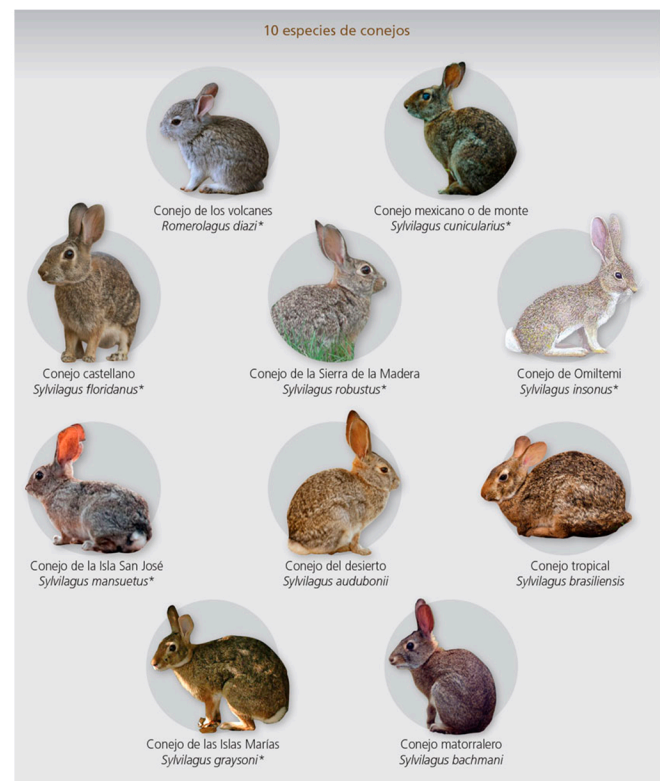 10 especies de conejos
Conejo de los volcanes
Romerolagus diazi*
Conejo mexicano o de monte
Sylvilagus cunicularius*
Conejo castellano
Sylvilagus floridanus*
Conejo de la Sierra de la Madera
Sylvilagus robustus*
Conejo de Omiltemi
Sylvilagus insonus*
Conejo de la Isla San José
Sylvilagus mansuetus*
Conejo del desierto
Sylvilagus audubonii
Conejo tropical
Sylvilagus brasiliensis
Conejo de las Islas Marías
Sylvilagus graysoni*
Conejo matorralero
Sylvilagus bachmani